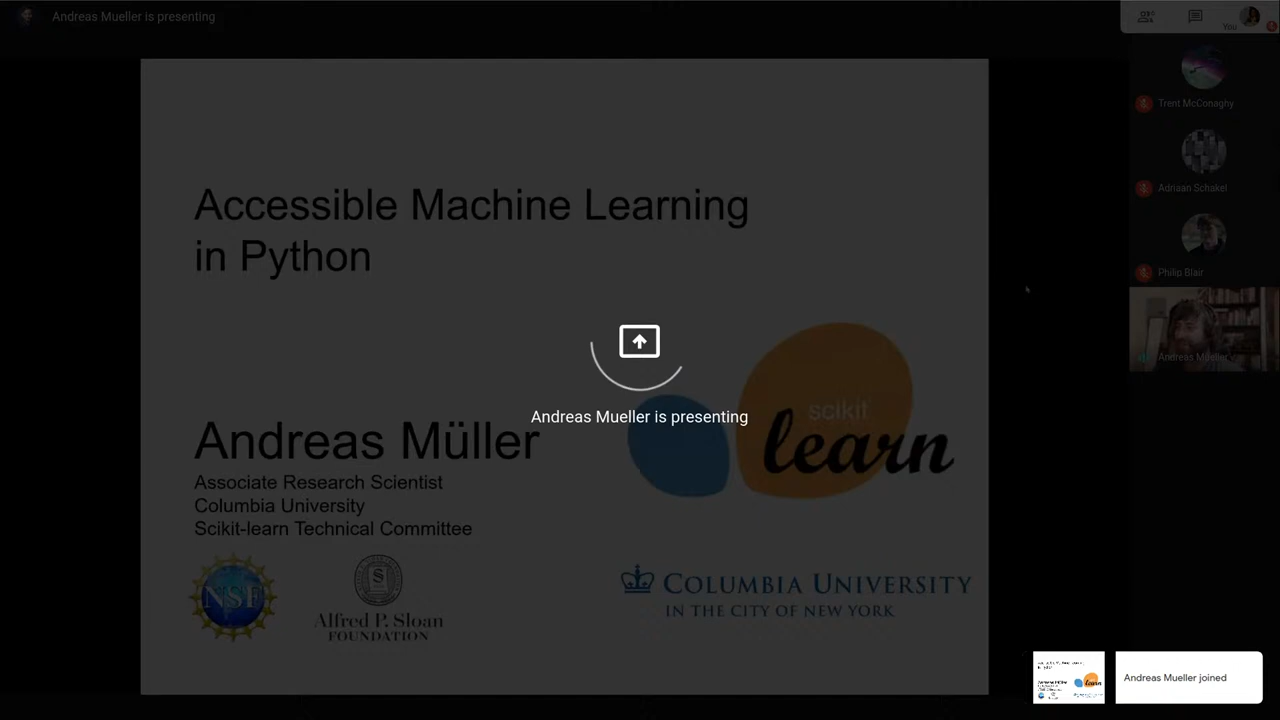 Andreas Mueller is presenting
You
Trent McConaghy
Adriaan Schakel
Philip Blair
Andreas Mueller
Accessible Machine Learning
in Python
Andreas Mueller is presenting
scikit
learn
Andreas Müller
Associate Research Scientist
Columbia University
Scikit-learn Technical Committee
NSF
Alfred P. Sloan
FOUNDATION
COLUMBIA UNIVERSITY
IN THE CITY OF NEW YORK
Andreas Mueller joined